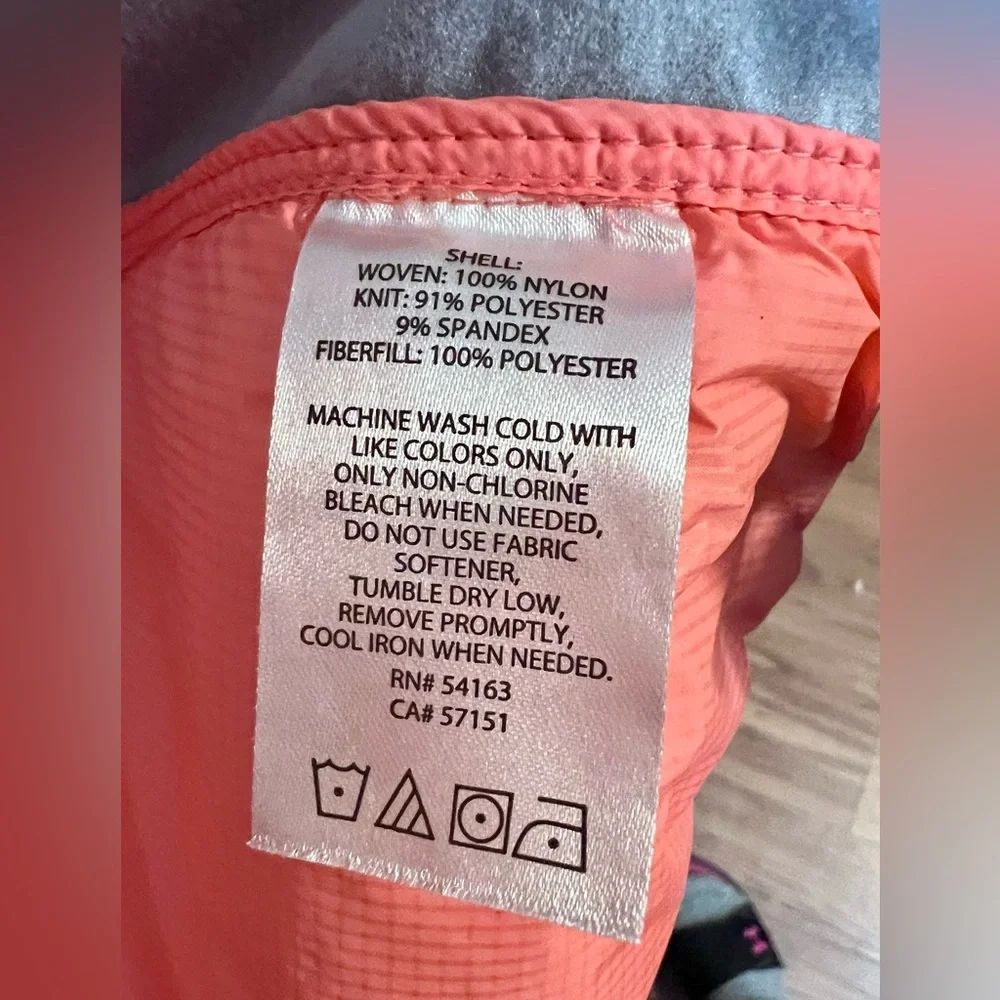 SHELL:
WOVEN: 100% NYLON
KNIT: 91% POLYESTER
9% SPANDEX
FIBERFILL: 100% POLYESTER
MACHINE WASH COLD WITH
LIKE COLORS ONLY,
ONLY NON-CHLORINE
BLEACH WHEN NEEDED,
DO NOT USE FABRIC
SOFTENER,
TUMBLE DRY LOW,
REMOVE PROMPTLY,
COOL IRON WHEN NEEDED.
RN# 54163
CA# 57151